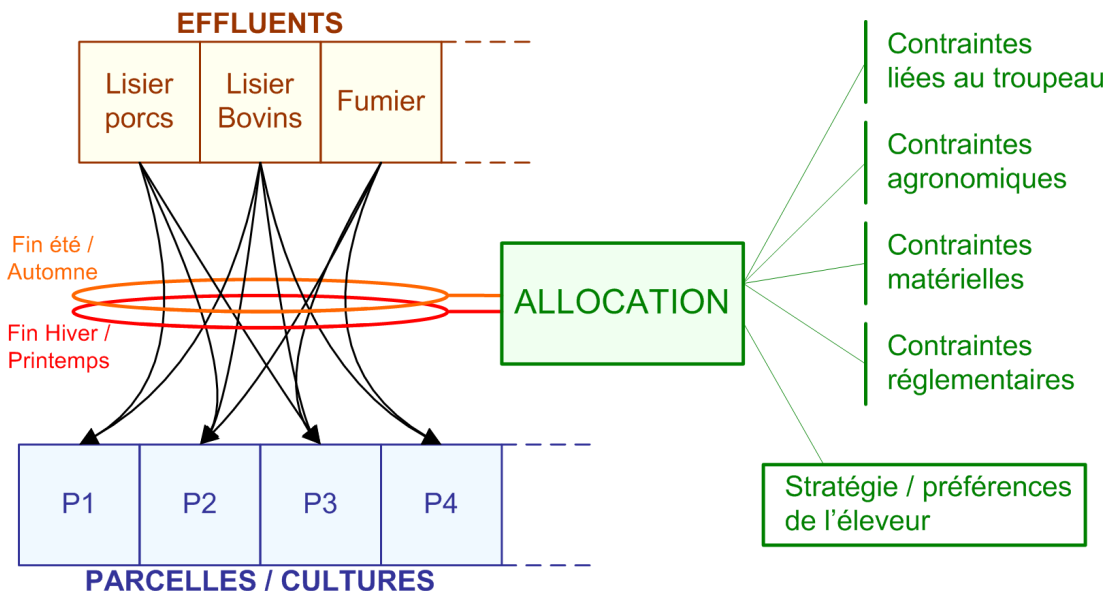 EFFLUENTS
Lisier
porcs
Lisier
Bovins
Fumier
Fin été /
Automne
Fin Hiver /
Printemps
ALLOCATION
Contraintes
liées au troupeau
Contraintes
agronomiques
Contraintes
matérielles
Contraintes
réglementaires
Stratégie / préférences
de l’éleveur
P1
P2
P3
P4
PARCELLES / CULTURES